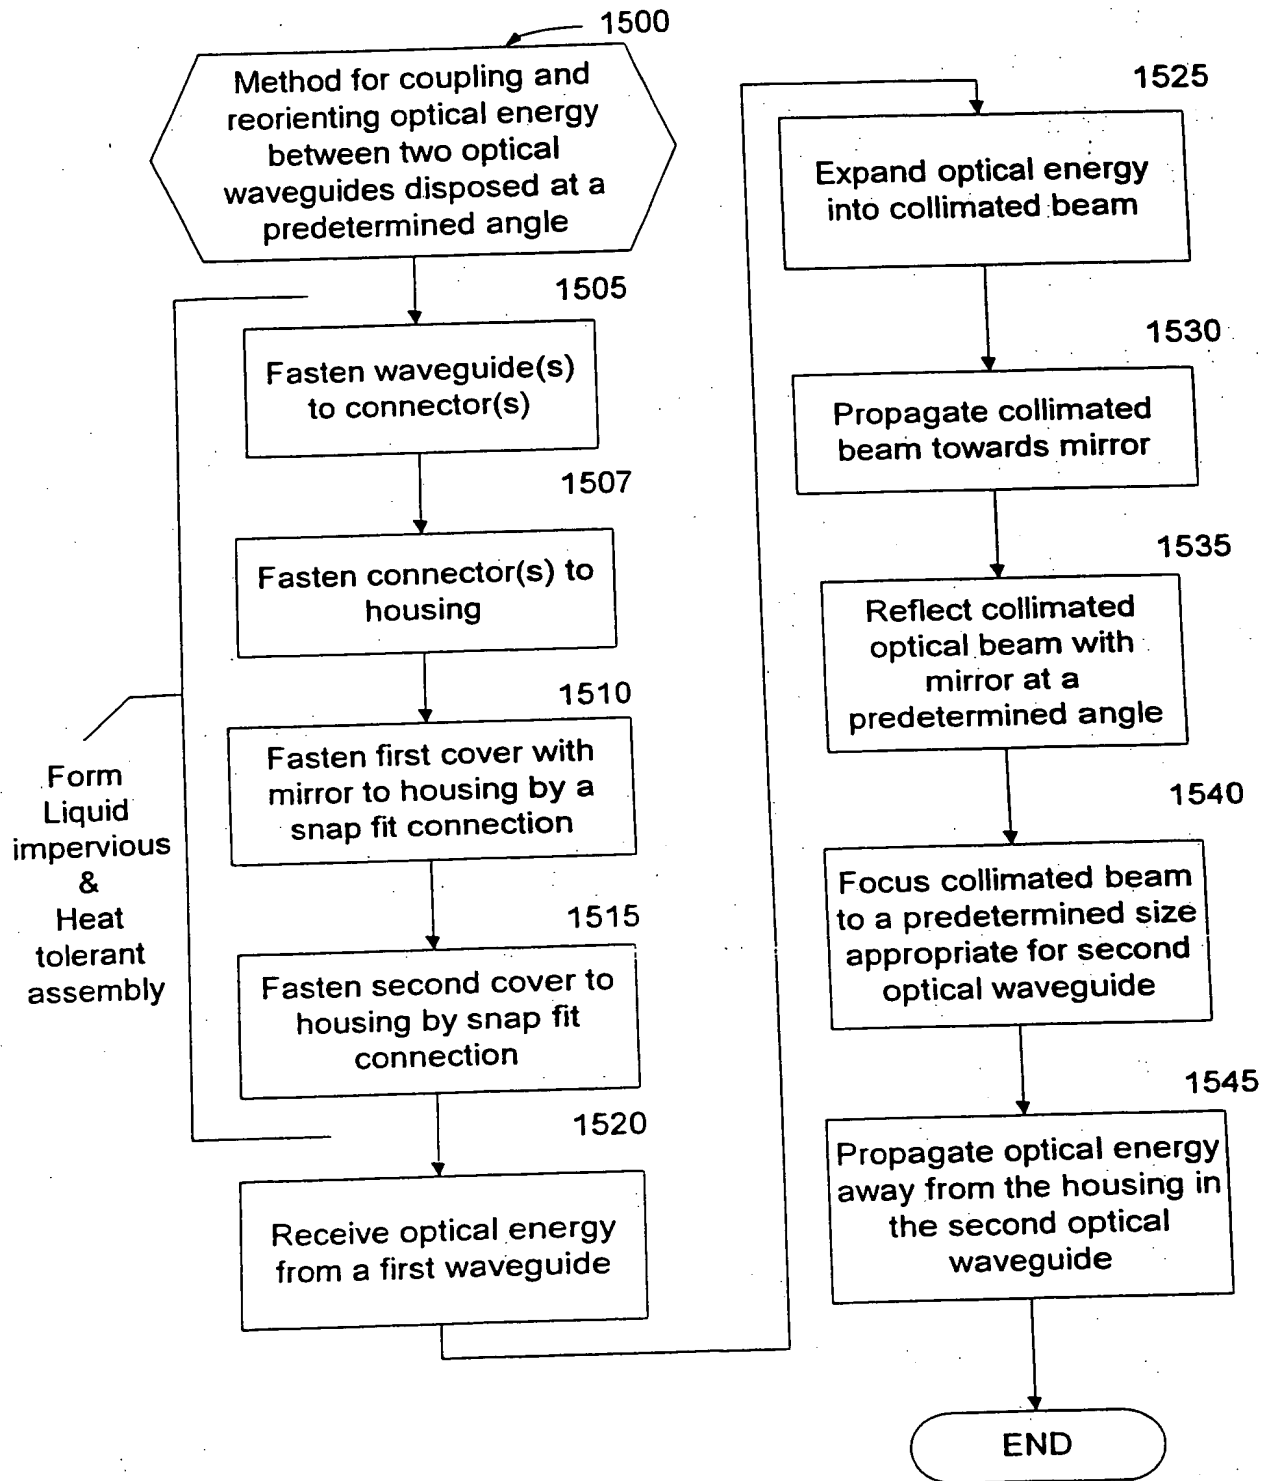 1500
Method for coupling and
reorienting optical energy
between two optical
waveguides disposed at a
predetermined angle
1505
Fasten waveguide(s)
to connector(s)
1507
Fasten connector(s) to
housing
1510
Fasten first cover with
mirror to housing by a
snap fit connection
1515
Fasten second cover to
housing by snap fit
connection
Form
Liquid
impervious
&
Heat
tolerant
assembly
1520
Receive optical energy
from a first waveguide
1525
Expand optical energy
into collimated beam
1530
Propagate collimated
beam towards mirror
1535
Reflect collimated
optical beam with
mirror at a
predetermined angle
1540
Focus collimated beam
to a predetermined size
appropriate for second
optical waveguide
1545
Propagate optical energy
away from the housing in
the second optical
waveguide
END